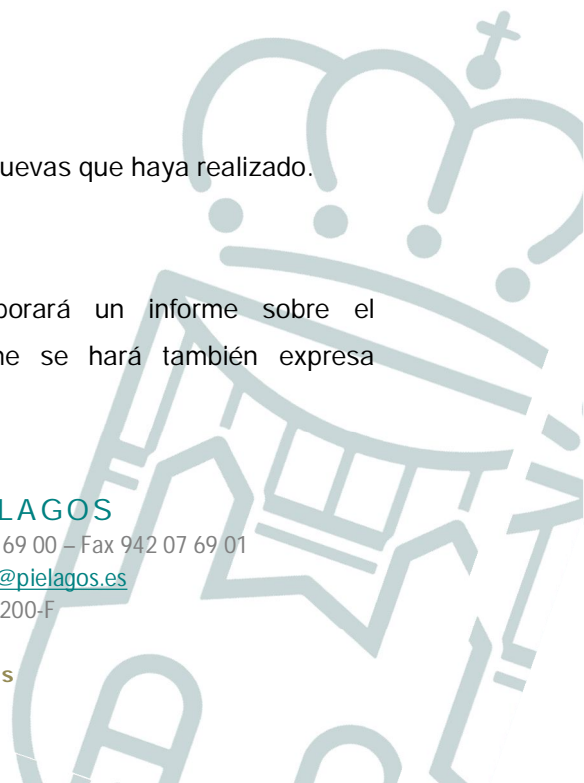 uevas que haya realizado.
porará un informe sobre el
ne se hará también expresa
LAGOS
69 00 – Fax 942 07 69 01
@pielagos.es
200-F
s